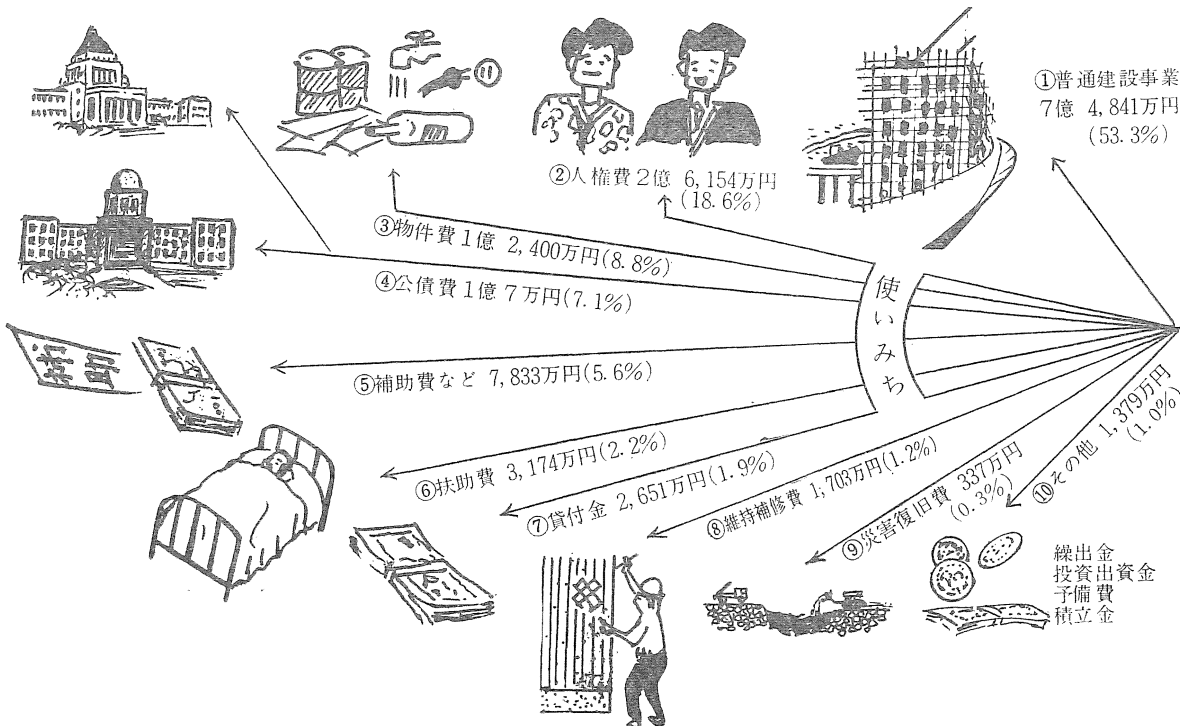 ①普通建設事業
7億 4,841万円
(53.3%)
②人権費2億 6,154万円
(18.6%)
③物件費1億 2,400万円(8.8%)
④公債費1億7万円(7.1%)
⑤補助費など 7,833万円(5.6%)
⑥扶助費 3,174万円(2.2%)
⑦貸付金 2,651万円(1.9%)
⑧維持補修費 1,703万円(1.2%)
⑨災害復旧費 337万円
(0.3%)
⑩その他 1,379万円
(1.0%)
使いみち
補助
繰出金
投資出資金
予備費
積立金